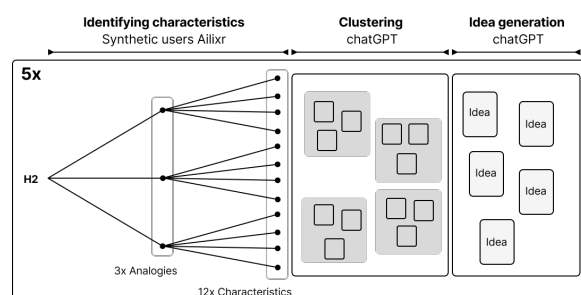 Identifying characteristics
Synthetic users Ailixr
Clustering
chatGPT
Idea generation
chatGPT
5x
H2
3x Analogies
12x Characteristics
Idea
Idea
Idea
Idea
Idea